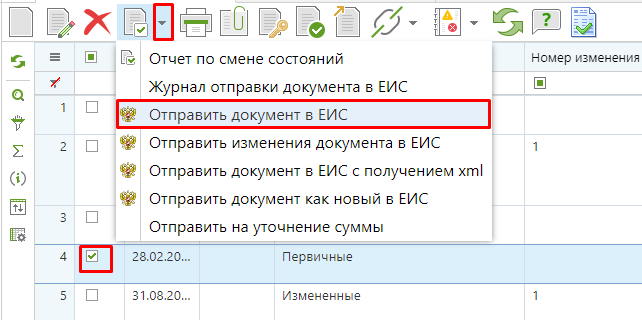 Отчет по смене состояний
Журнал отправки документа в ЕИС
Номер изменения
Отправить документ в ЕИС
1
Отправить изменения документа в ЕИС
2
1
Отправить документ в ЕИС с получением xml
Отправить документ как новый в ЕИС
3
Отправить на уточнение суммы
4 28.02.20... Первичные
5 31.08.20... Измененные 1